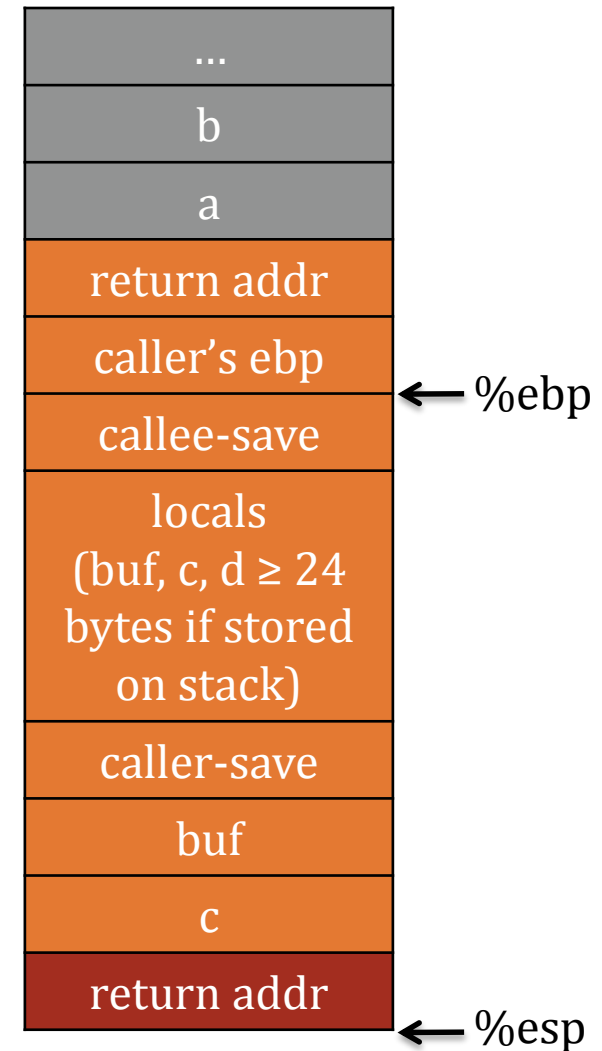 ...
b
a
return addr
caller's ebp
%ebp
callee-save
locals
(buf, c, d ≥ 24
bytes if stored
on stack)
caller-save
buf
c
return addr
%esp